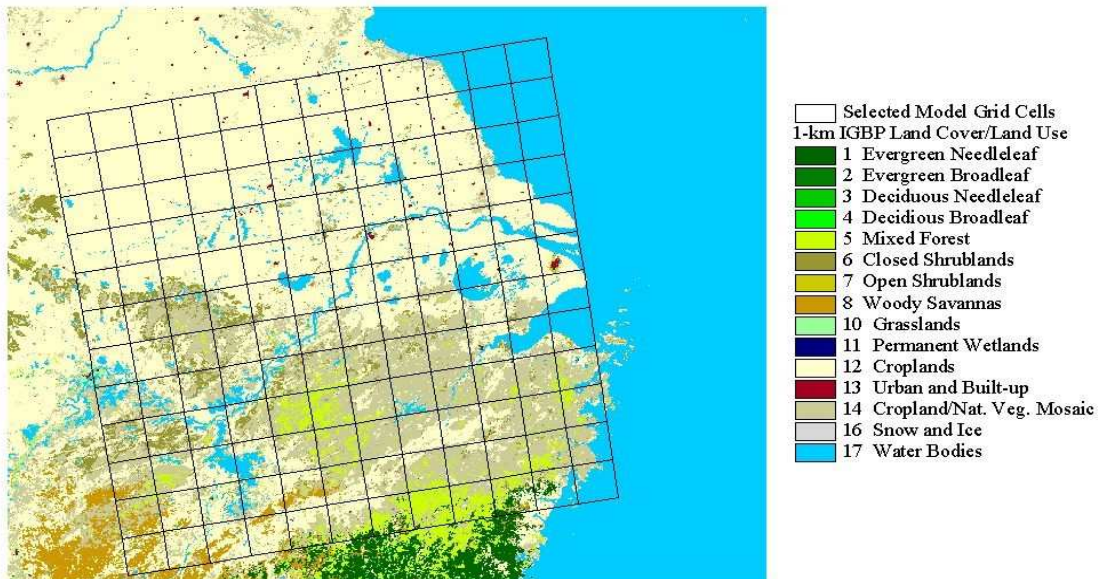 Selected Model Grid Cells
1-km IGBP Land Cover/Land Use
1 Evergreen Needleleaf
2 Evergreen Broadleaf
3 Deciduous Needleleaf
4 Decidious Broadleaf
5 Mixed Forest
6 Closed Shrublands
7 Open Shrublands
8 Woody Savannas
10 Grasslands
11 Permanent Wetlands
12 Croplands
13 Urban and Built-up
14 Cropland/Nat. Veg. Mosaic
16 Snow and Ice
17 Water Bodies